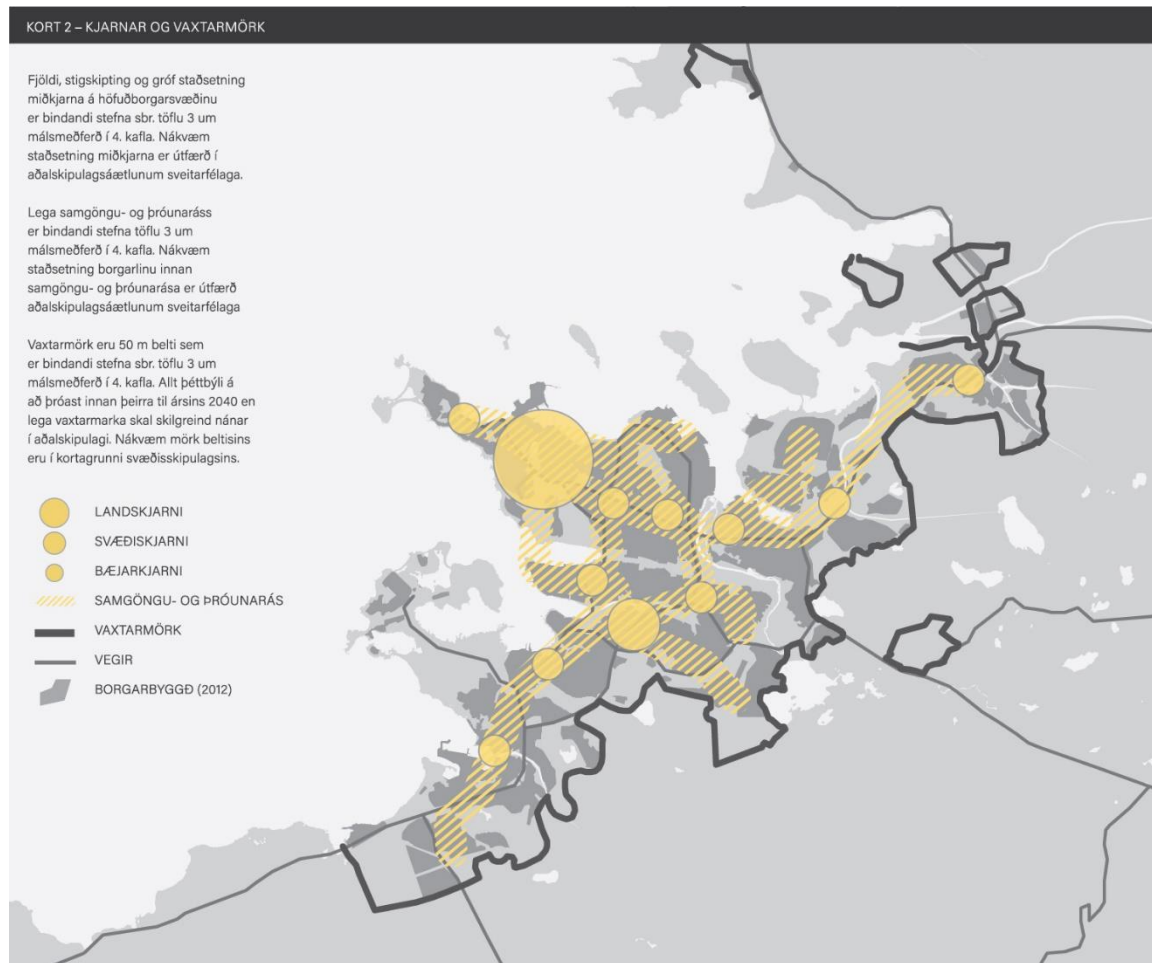 KORT 2 – KJARNAR OG VAXTARMÖRK
Fjöldi, stigskipting og gróf staðsetning
miðkjarna á höfuðborgarsvæðinu
er bindandi stefna sbr. töflu 3 um
málsmeðferð í 4. kafla. Nákvæm
staðsetning miðkjarna er útfærð í
aðalskipulagsáætlunum sveitarfélaga.
Lega samgöngu- og þróunaráss
er bindandi stefna töflu 3 um
málsmeðferð í 4. kafla. Nákvæm
staðsetning borgarlinu innan
samgöngu- og þróunarása er útfærð
aðalskipulagsáætlunum sveitarfélaga
Vaxtarmörk eru 50 m belti sem
er bindandi stefna sbr. töflu 3 um
málsmeðferð í 4. kafla. Allt þéttbýli á
að þróast innan þeirra til ársins 2040 en
lega vaxtarmarka skal skilgreind nánar
í aðalskipulagi. Nákvæm mörk beltisins
eru í kortagrunni svæðisskipulagsins.
LANDSKJARNI
SVÆÐISKJARNI
BÆJARKJARNI
SAMGÖNGU- OG ÞRÓUNARÁS
VAXTARMÖRK
VEGIR
BORGARBYGGÐ (2012)